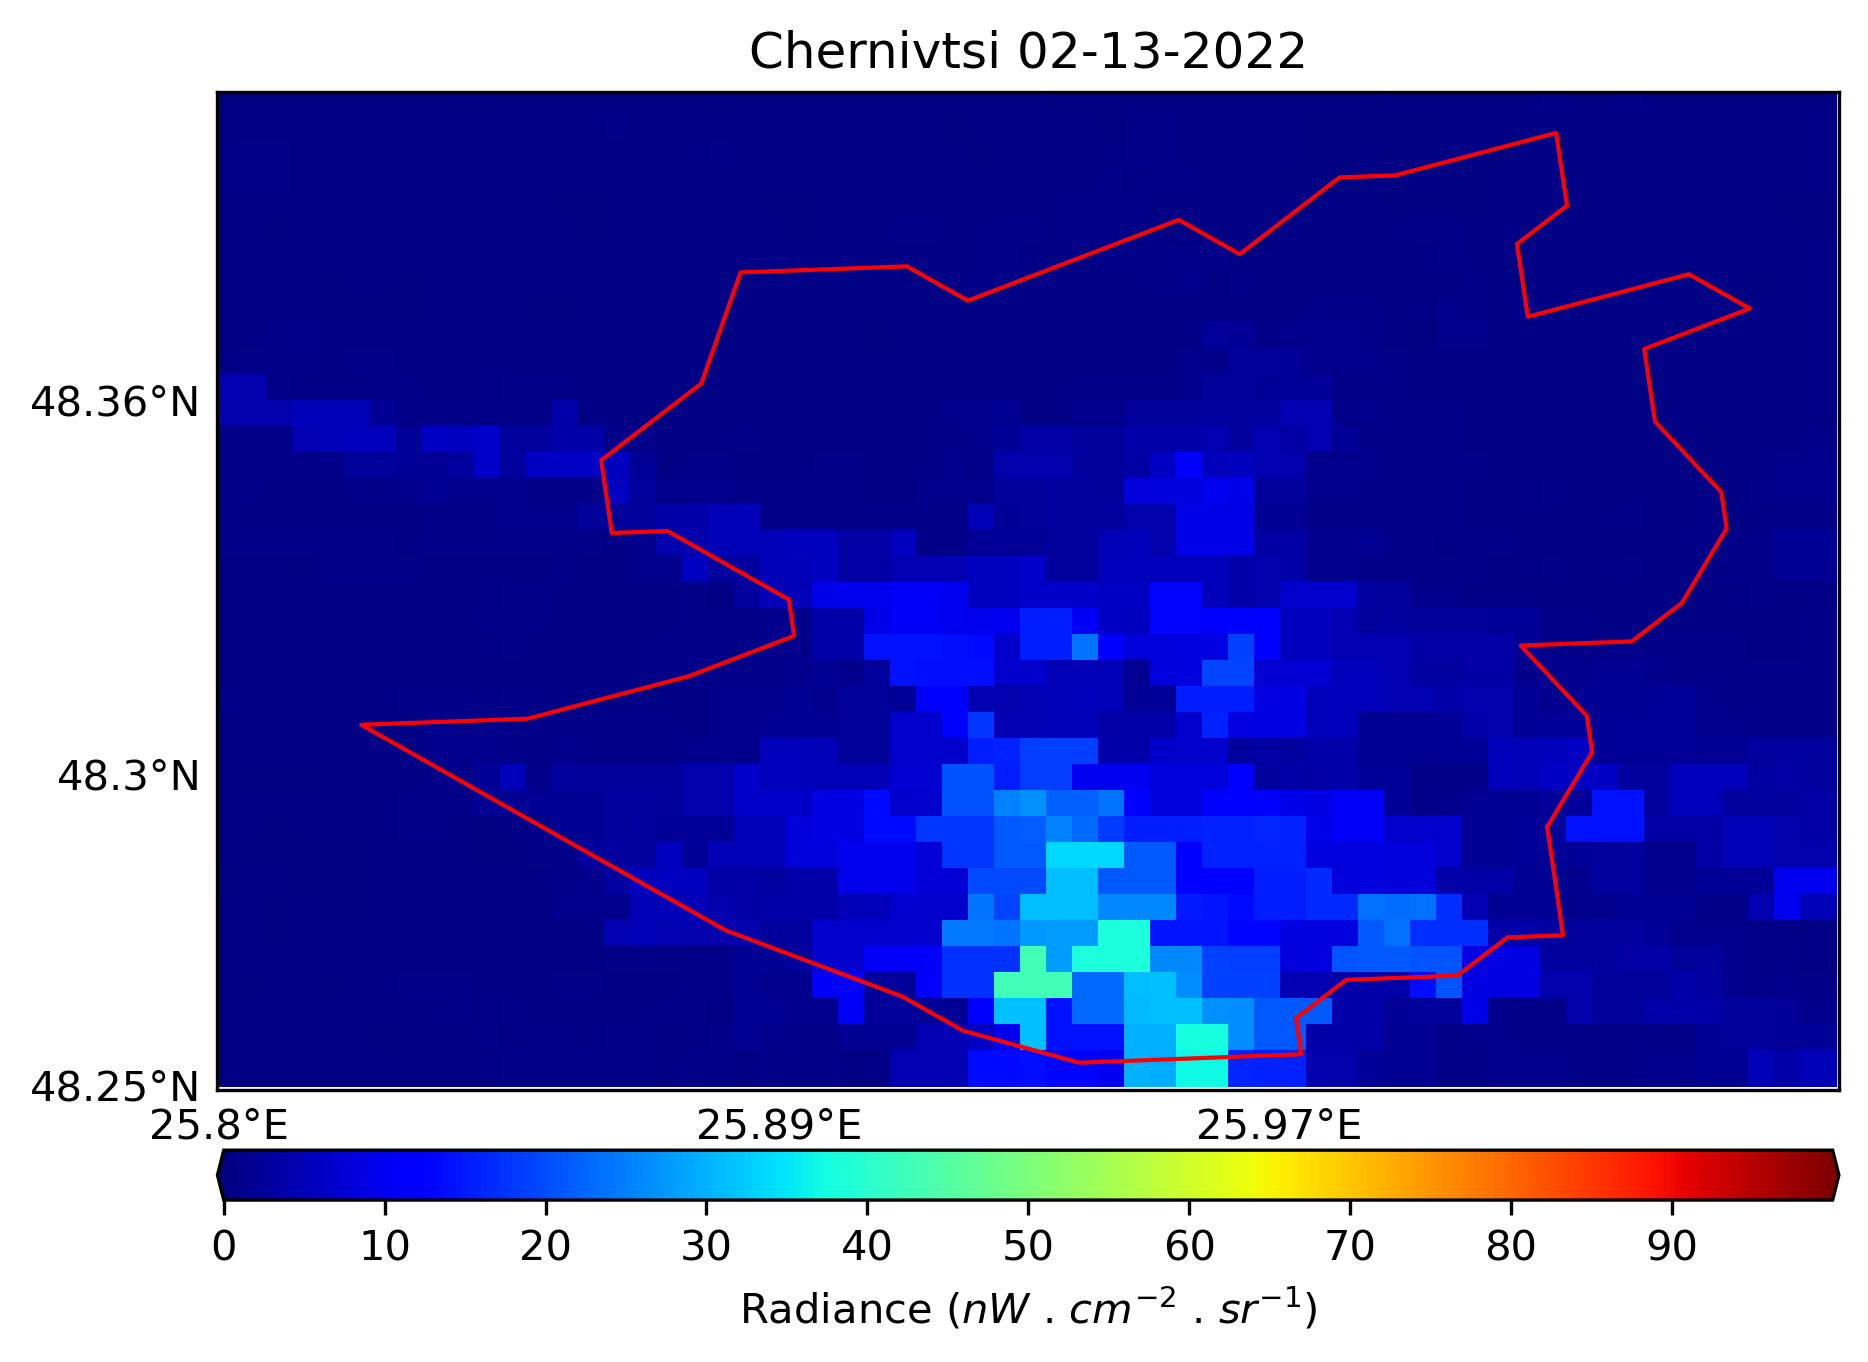 Chernivtsi 02-13-2022
48.36°N
48.3°N
48.25°N
25.8°E 25.89°E 25.97°E
0 10 20 30 40 50 60 70 80 90
Radiance (nW . cm⁻² . sr⁻¹)